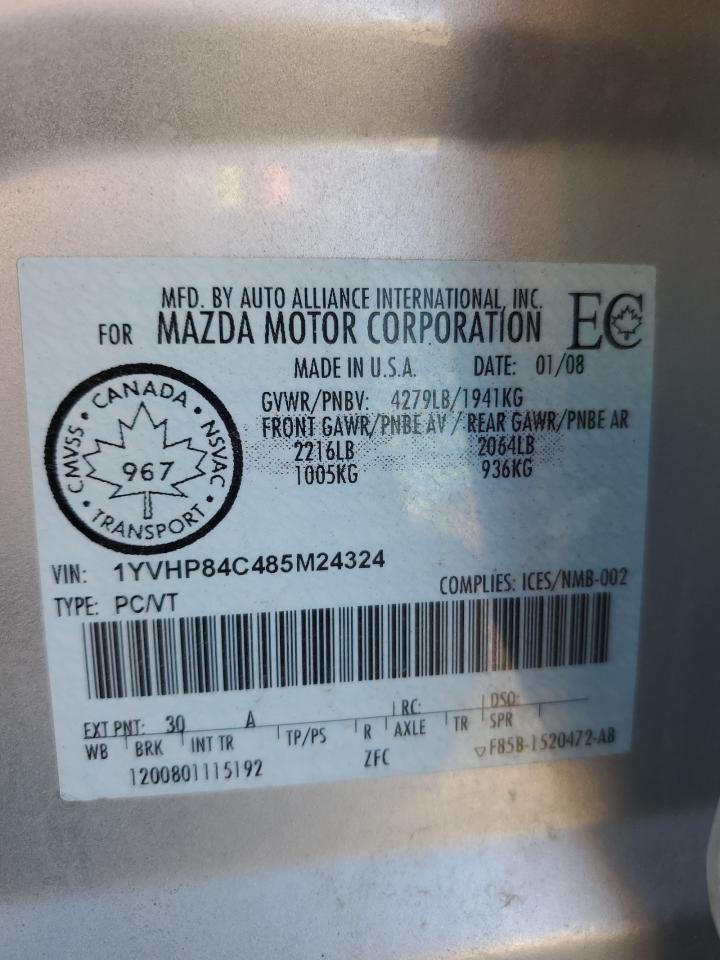 MFD. BY AUTO ALLIANCE INTERNATIONAL, INC.
FOR MAZDA MOTOR CORPORATION
EC
MADE IN U.S.A. DATE: 01/08
GVWR/PNBV: 4279LB/1941KG
FRONT GAWR/PNBE AV / REAR GAWR/PNBE AR
2216LB 2064LB
1005KG 936KG
CANADA • NSVAC • TRANSPORT • CMVSS •
967
VIN: 1YVHP84C485M24324
TYPE: PC/VT COMPLIES: ICES/NMB-002
EXT PNT: 30 A RC: DSO:
WB BRK INT TR TP/PS R AXLE TR SPR
1200801115192 ZFC ▽F85B-1520472-AB